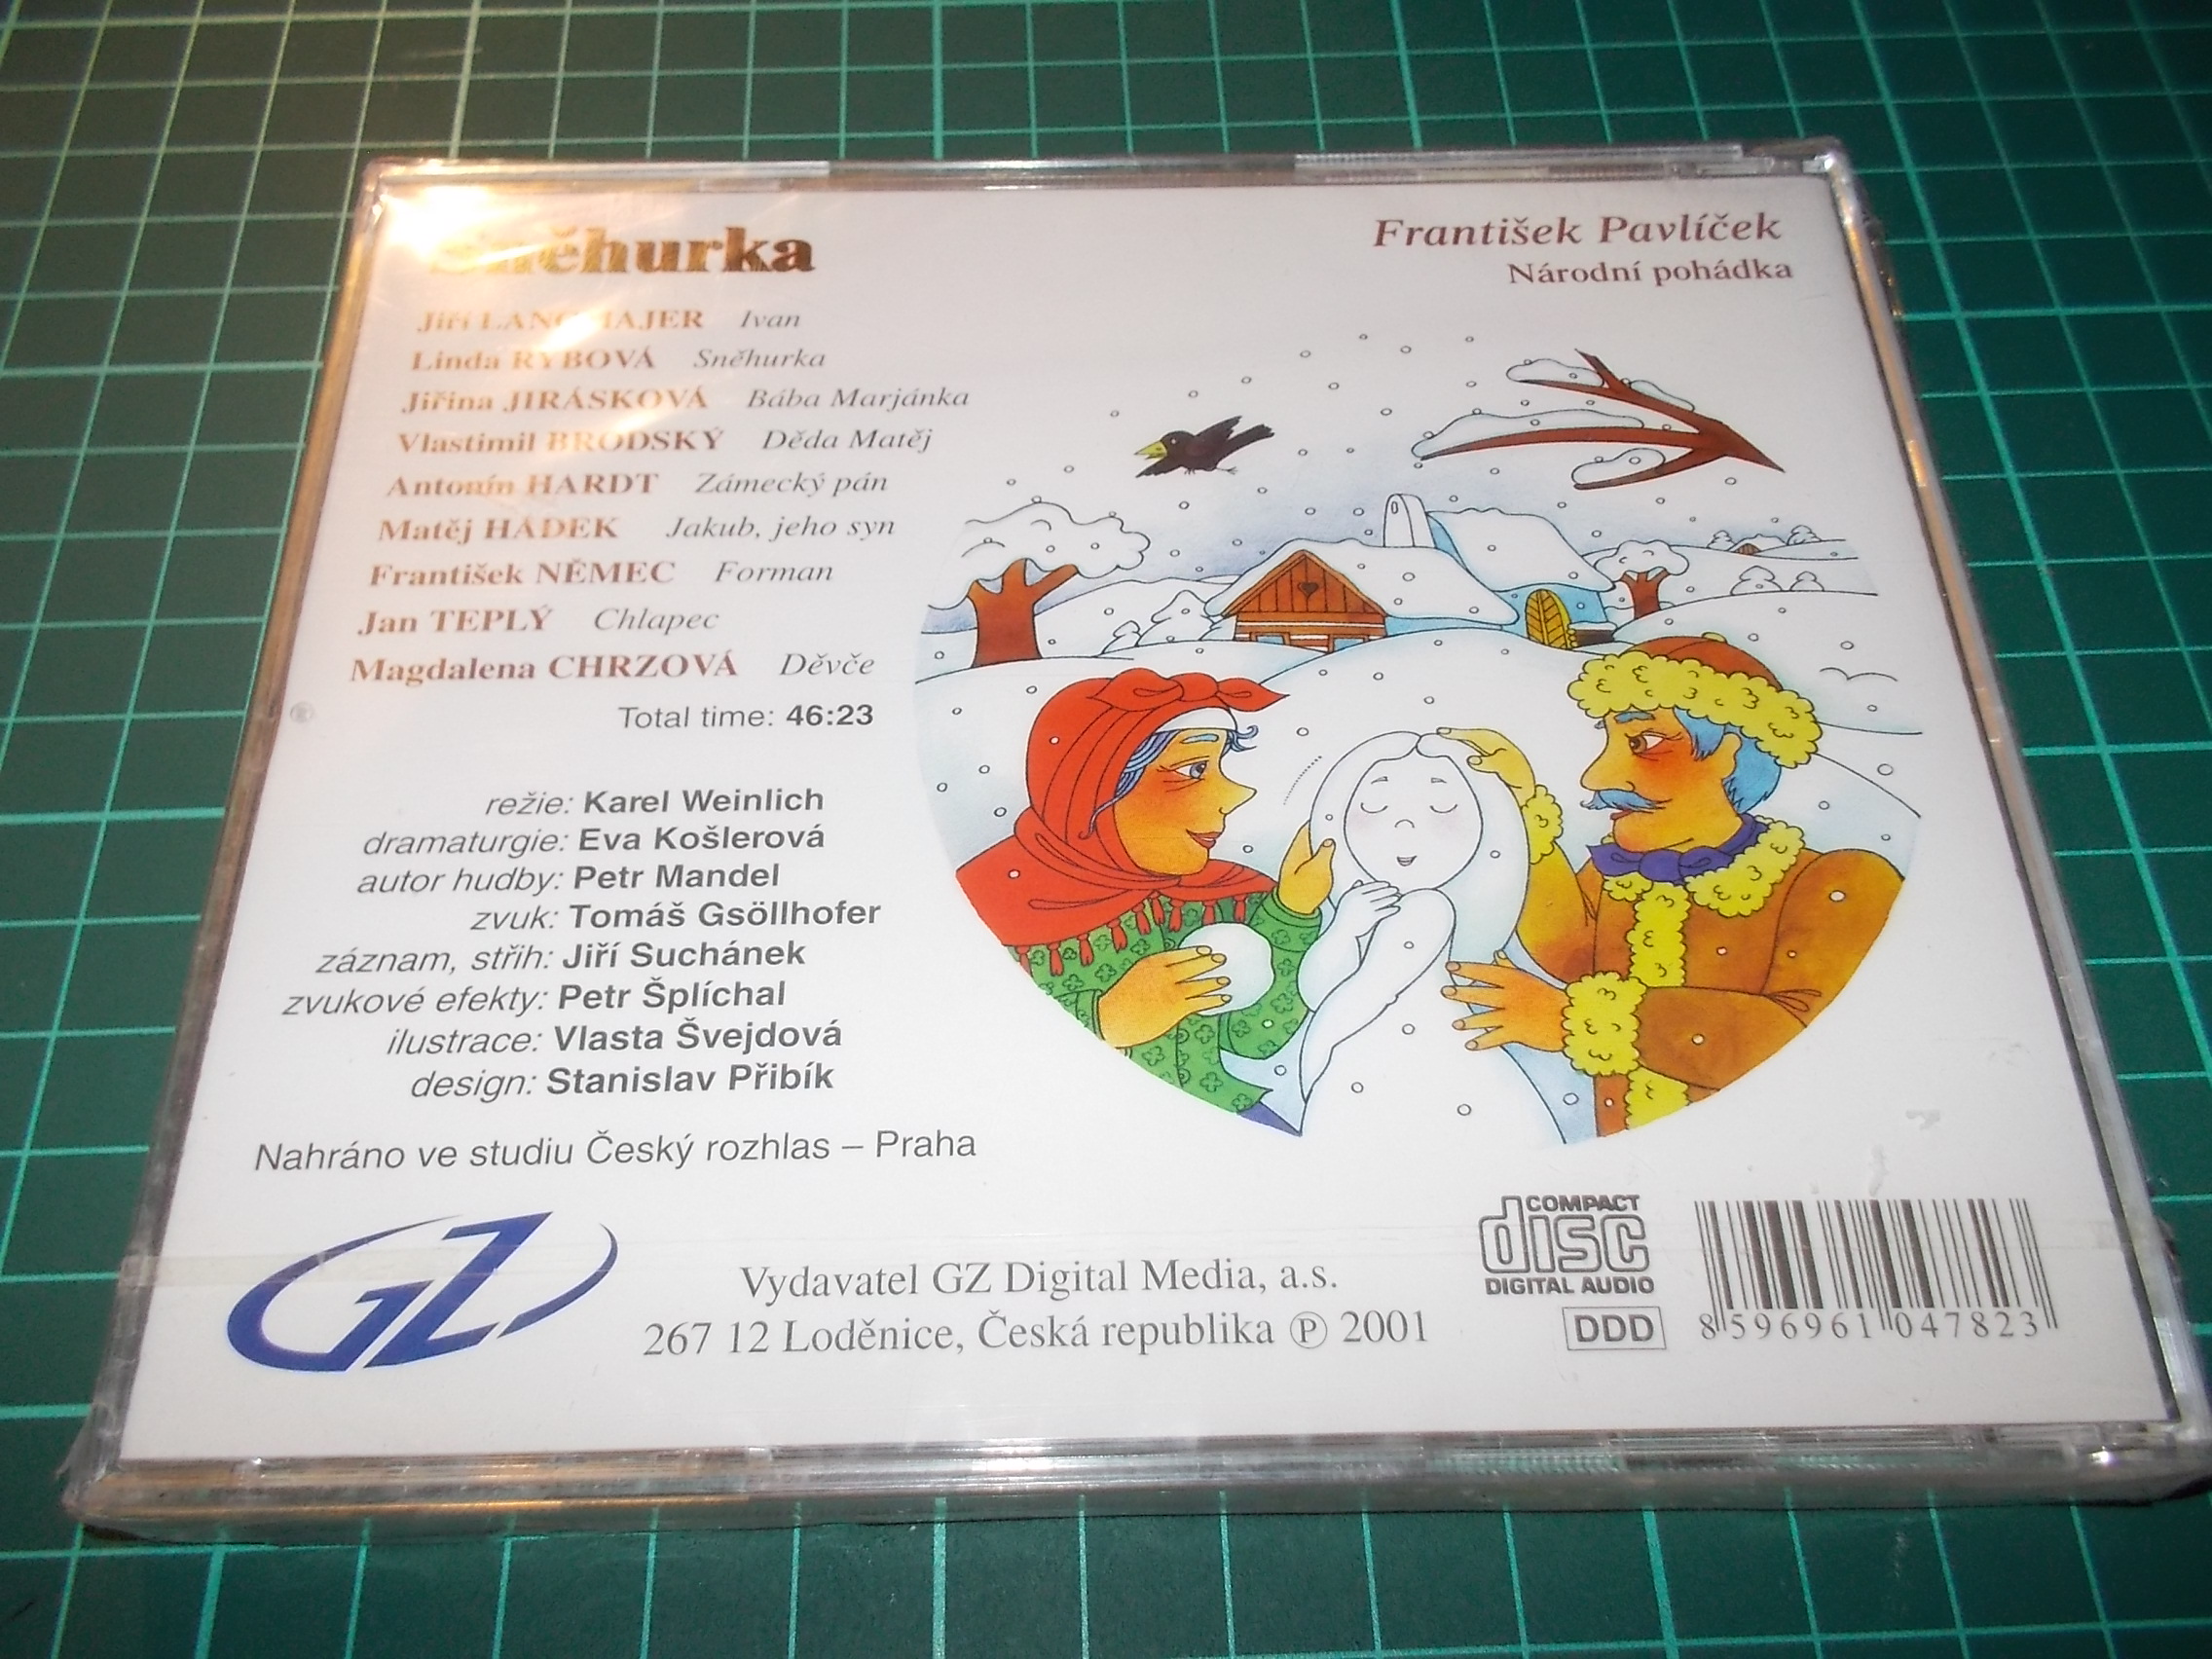 Sněhurka
František Pavlíček
Národní pohádka
Jiří LANGMAJER Ivan
Linda RYBOVÁ Sněhurka
Jiřina JIRÁSKOVÁ Bába Marjánka
Vlastimil BRODSKÝ Děda Matěj
Antonín HARDT Zámecký pán
Matěj HÁDEK Jakub, jeho syn
František NĚMEC Forman
Jan TEPLÝ Chlapec
Magdalena CHRZOVÁ Děvče
Total time: 46:23
režie: Karel Weinlich
dramaturgie: Eva Košlerová
autor hudby: Petr Mandel
zvuk: Tomáš Gsöllhofer
záznam, střih: Jiří Suchánek
zvukové efekty: Petr Šplíchal
ilustrace: Vlasta Švejdová
design: Stanislav Přibík
Nahráno ve studiu Český rozhlas – Praha
GZ
Vydavatel GZ Digital Media, a.s.
267 12 Loděnice, Česká republika ℗ 2001
COMPACT
disc
DIGITAL AUDIO
DDD
8 596961 047823